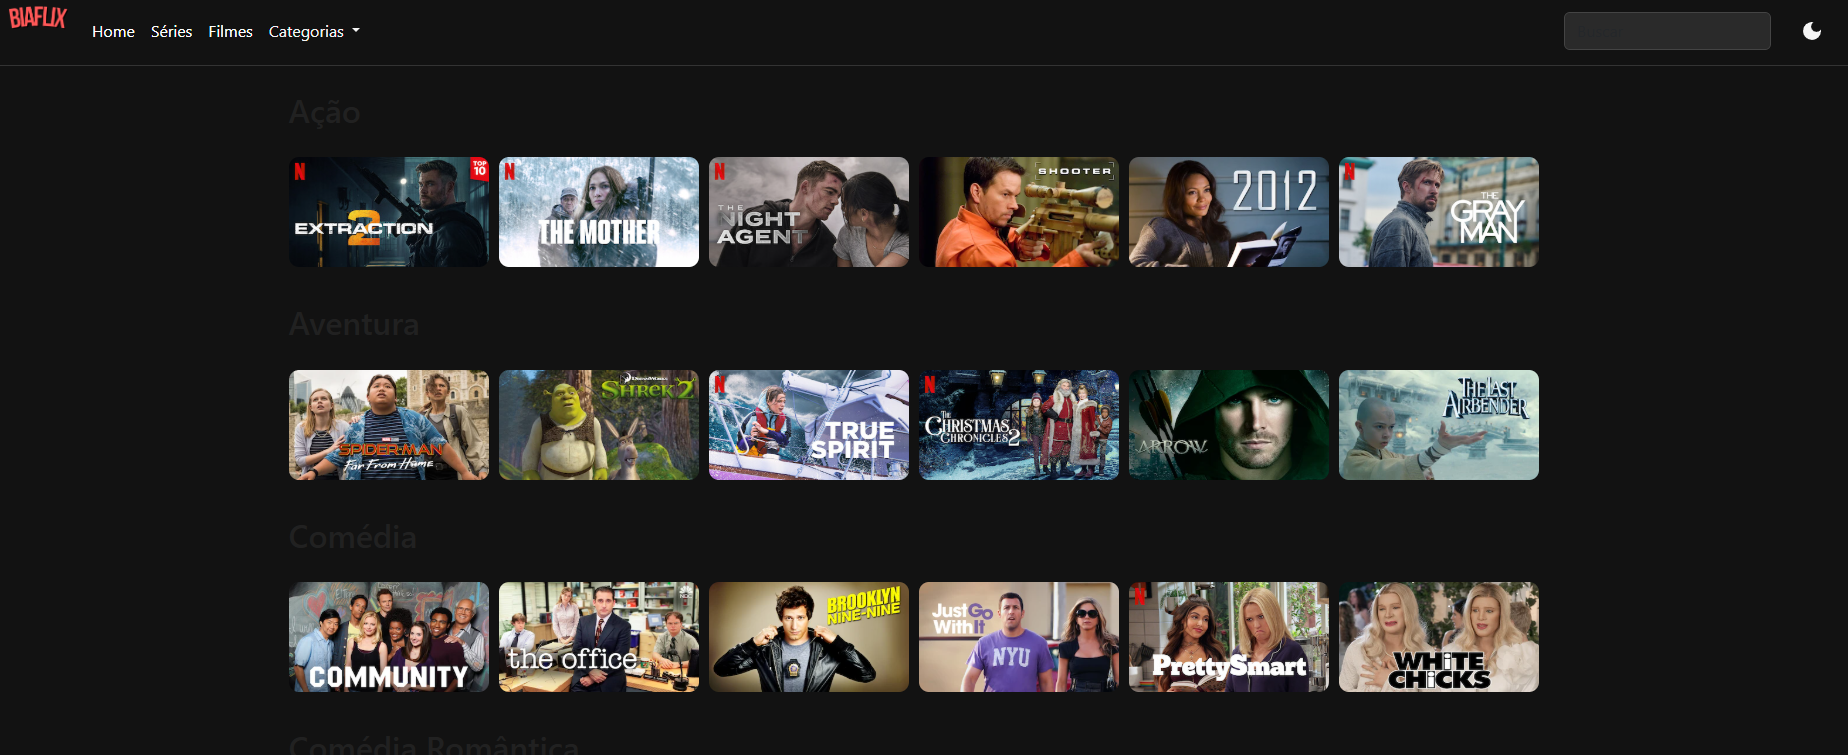 BIAFLIX
Home Séries Filmes Categorias
Ação
N TOP 10 EXTRACTION 2
N THE MOTHER
N THE NIGHT AGENT
SHOOTER
2012
N THE GRAY MAN
Aventura
SPIDER-MAN Far From Home
DREAMWORKS SHREK 2
N TRUE SPIRIT
N The CHRISTMAS CHRONICLES 2
ARROW
THE LAST AIRBENDER
Comédia
COMMUNITY
the office
BROOKLYN NINE-NINE
Just Go With It NYU
N PrettySmart
WHITE CHICKS
Comédia Romântica